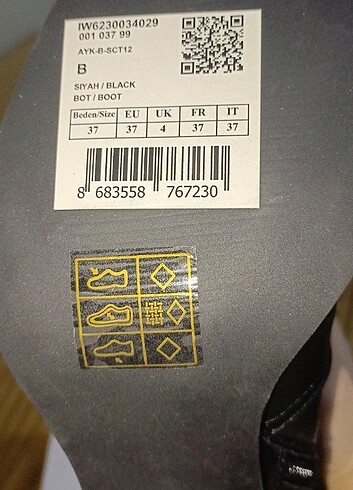 IW6230034029
001 037 99
AYK-B-SCT12
B
SIYAH / BLACK
BOT / BOOT
Beden/Size EU UK FR IT
37 37 4 37 37
8 683558 767230